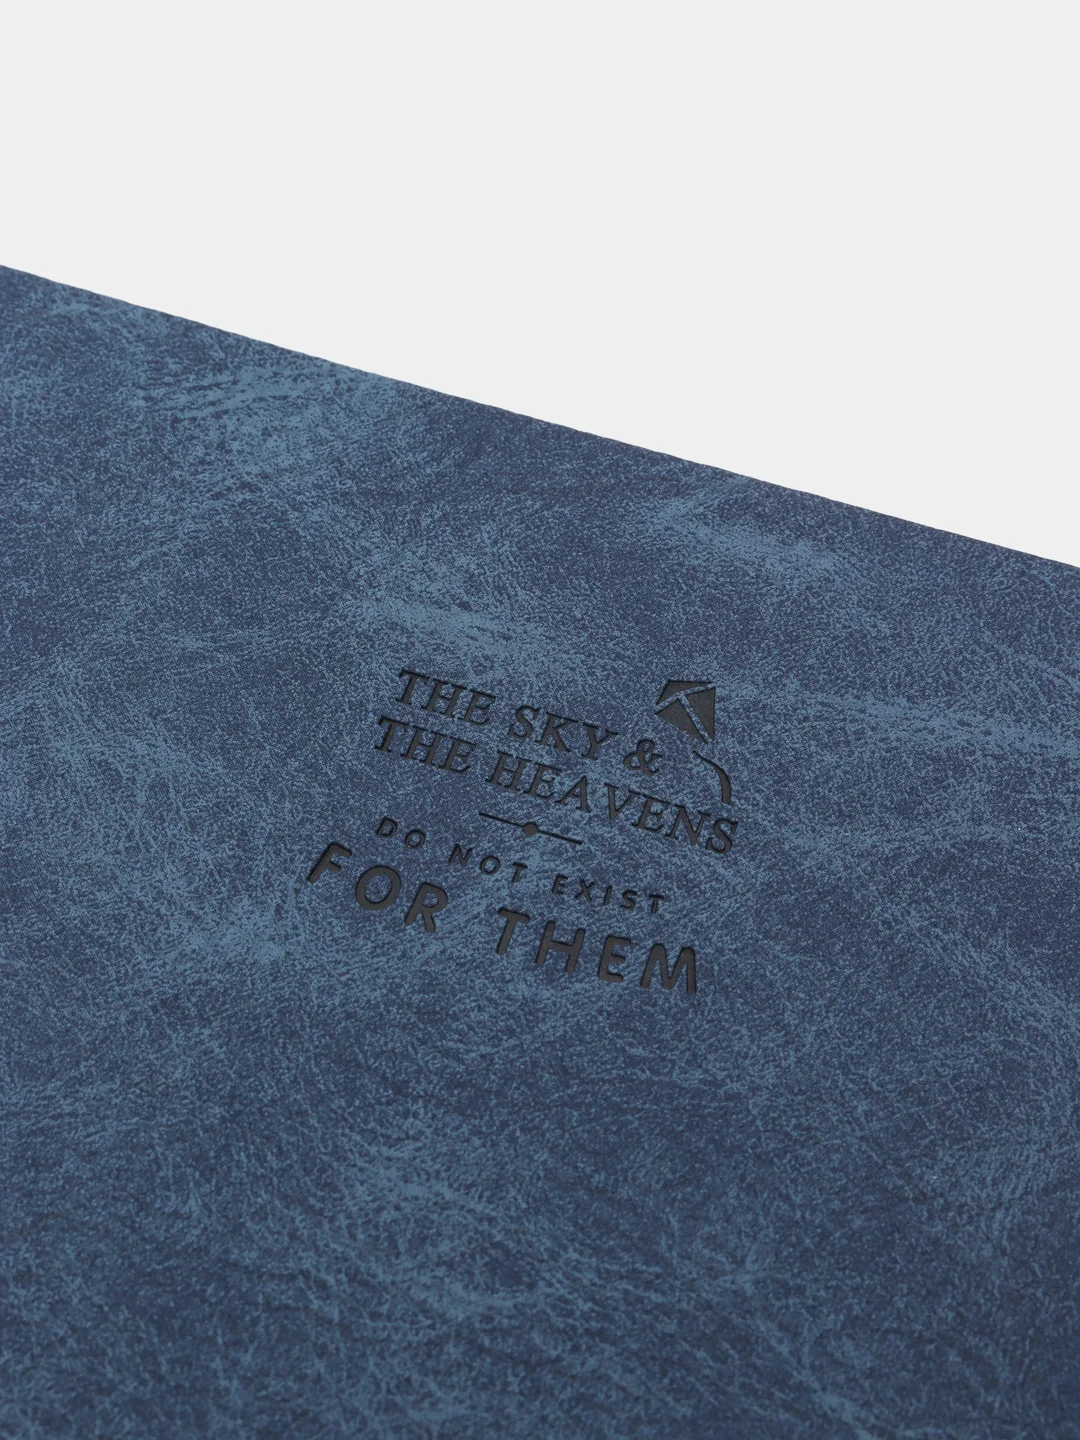 THE SKY &
THE HEAVENS
DO NOT EXIST
FOR THEM